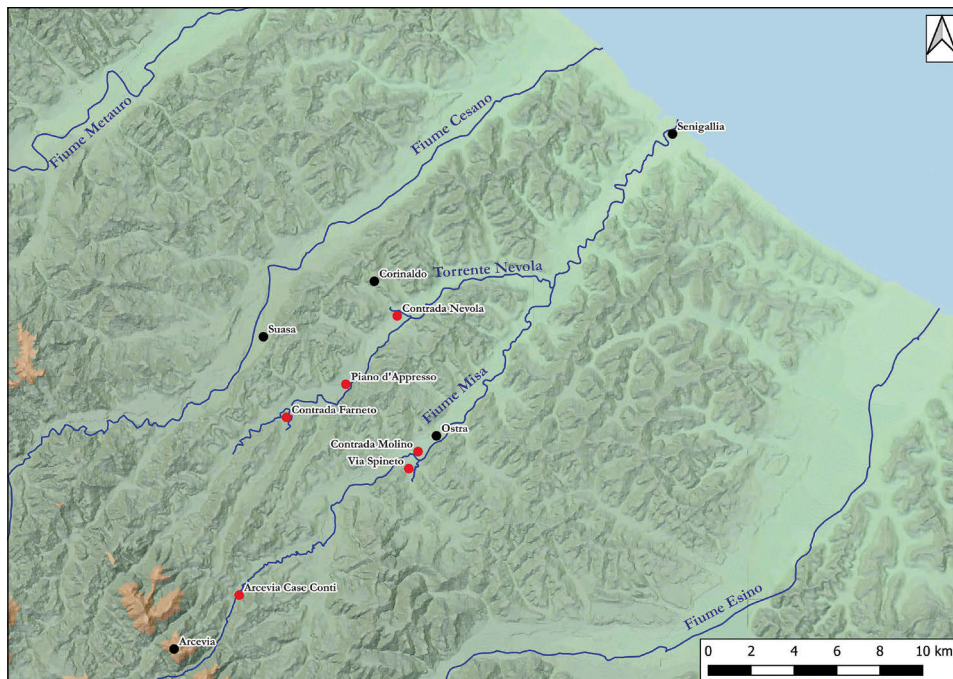 Fiume Metauro
Fiume Cesano
Senigallia
Torrente Nevola
Corinaldo
Contrada Nevola
Suasa
Piano d'Appresso
Fiume Misa
Contrada Farneto
Ostra
Contrada Molino
Via Spineto
Arcevia Case Conti
Fiume Esino
Arcevia
0 2 4 6 8 10 km